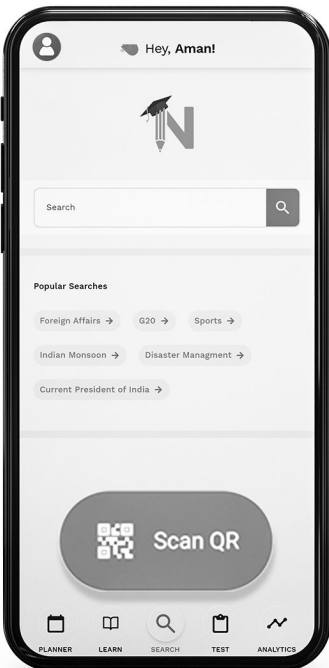 Hey, Aman!
N
Search
Popular Searches
Foreign Affairs → G20 → Sports →
Indian Monsoon → Disaster Managment →
Current President of India →
Scan QR
PLANNER LEARN SEARCH TEST ANALYTICS